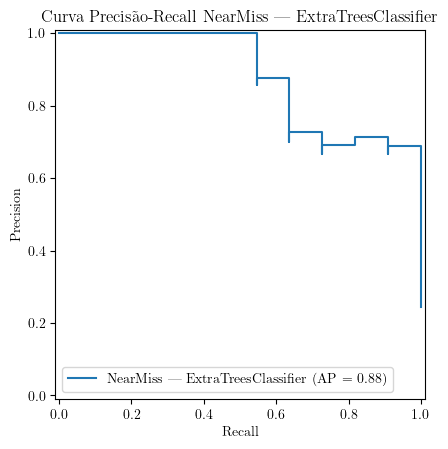 Curva Precisão-Recall NearMiss — ExtraTreesClassifier
1.0
0.8
0.6
0.4
0.2
0.0
Precision
NearMiss — ExtraTreesClassifier (AP = 0.88)
0.0 0.2 0.4 0.6 0.8 1.0
Recall